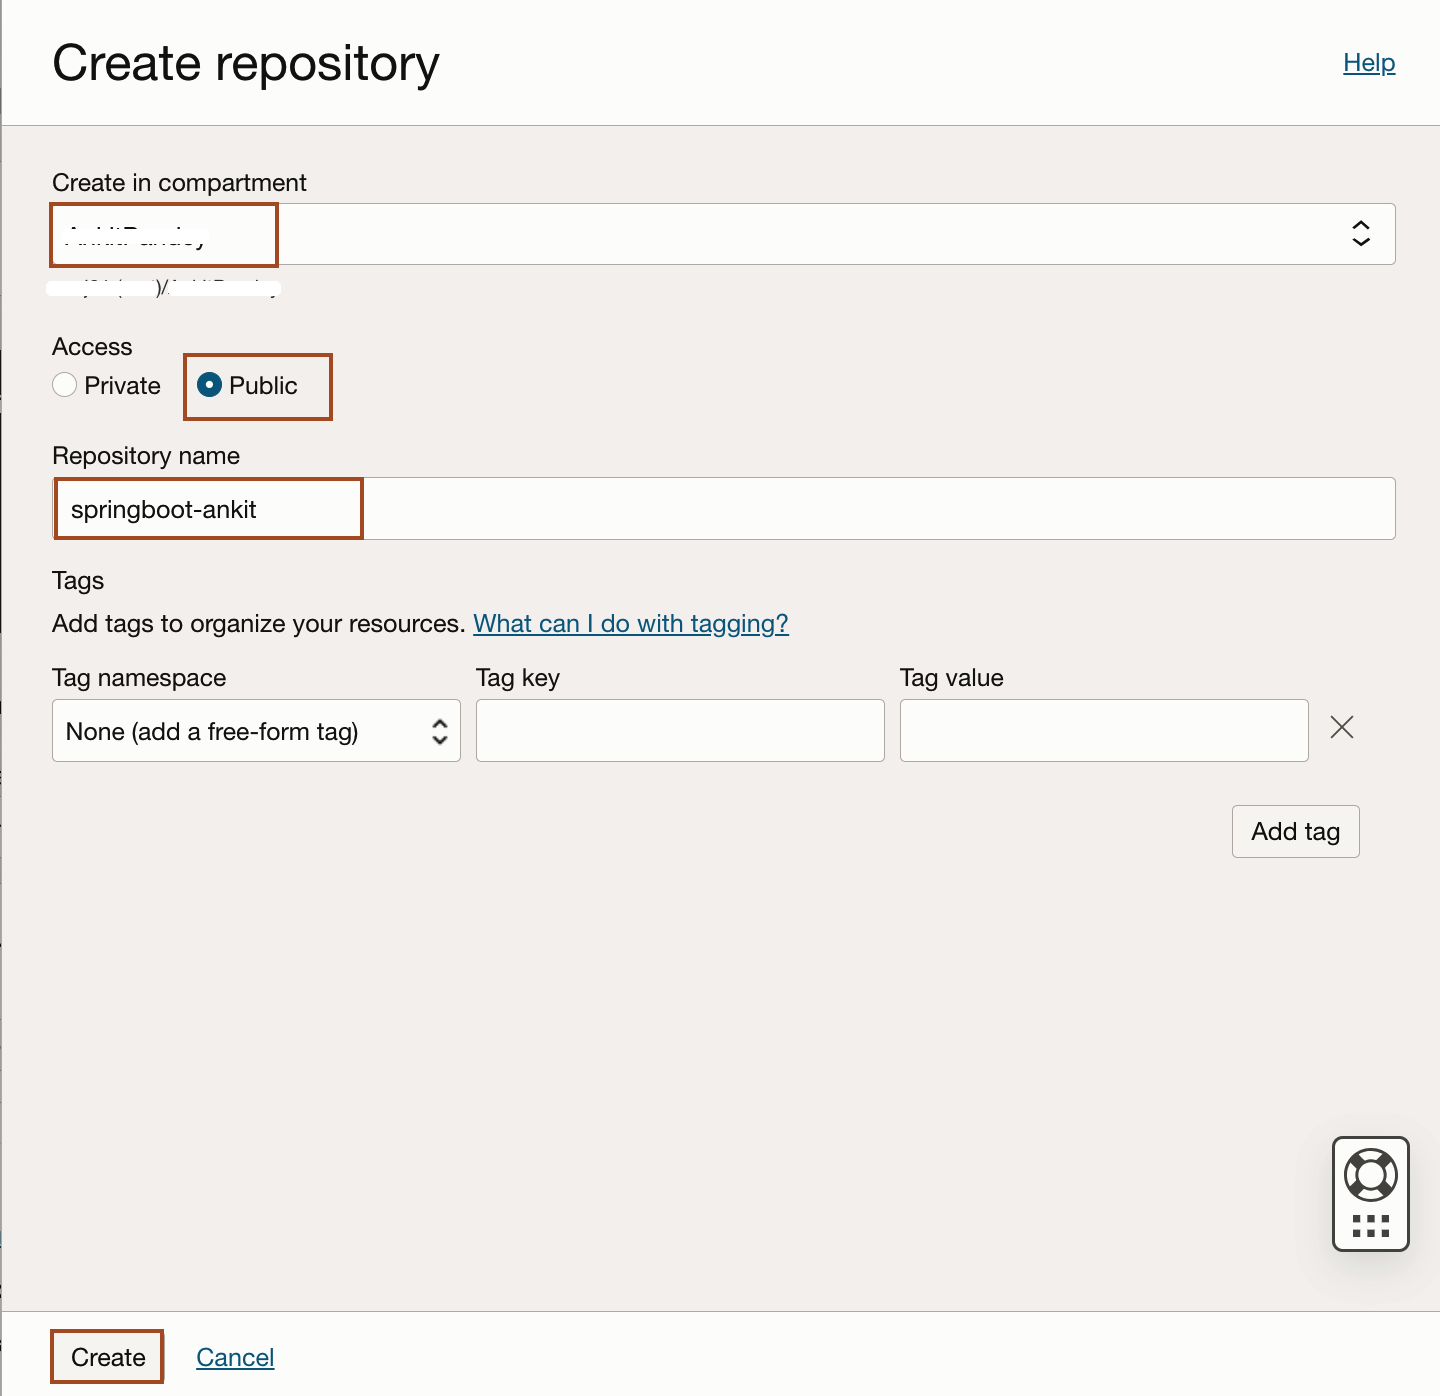 Create repository
Help
Create in compartment
Access
Private
Public
Repository name
springboot-ankit
Tags
Add tags to organize your resources. What can I do with tagging?
Tag namespace
Tag key
Tag value
None (add a free-form tag)
Add tag
Create
Cancel